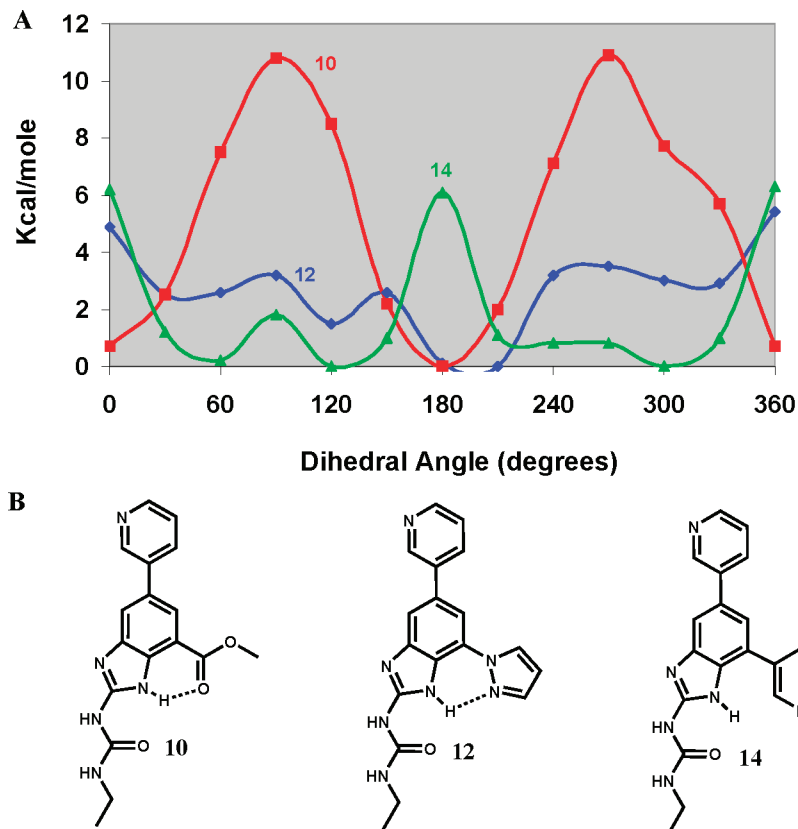 A
12
10
8
6
4
2
0
Kcal/mole
10
14
12
0 60 120 180 240 300 360
Dihedral Angle (degrees)
B
N N N
O
N N N N
N O N N N
H H H
HN HN HN
O O O
HN HN HN
10 12 14